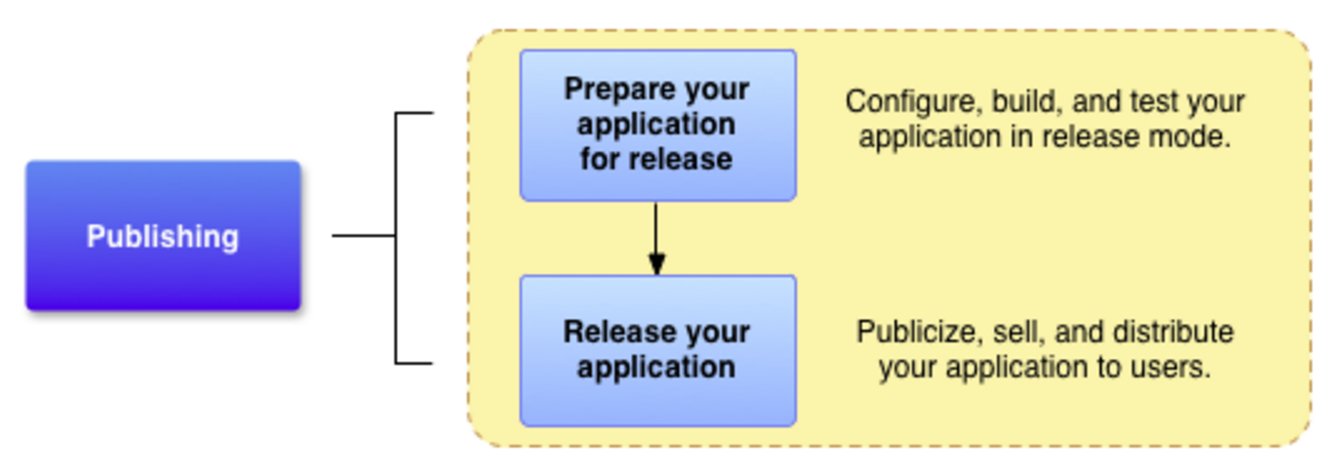 Publishing
Prepare your
application
for release
Configure, build, and test your
application in release mode.
Release your
application
Publicize, sell, and distribute
your application to users.